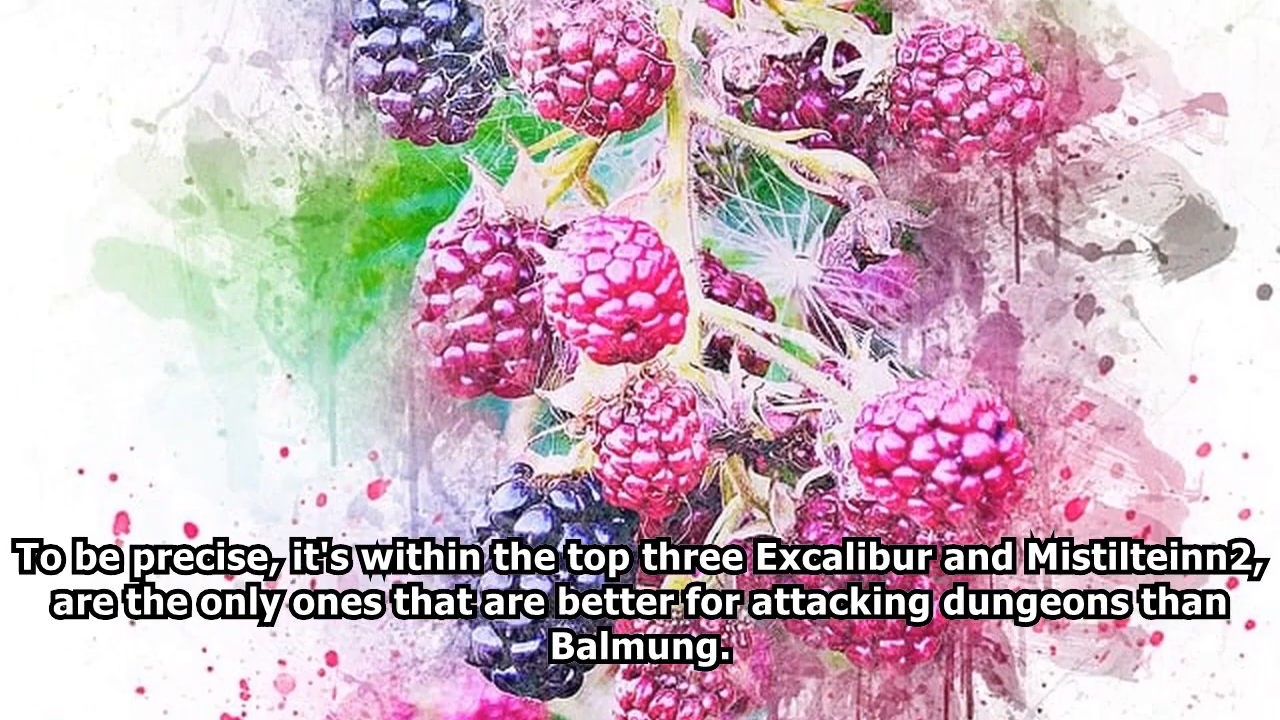 To be precise, it's within the top three Excalibur and Mistilteinn2,
are the only ones that are better for attacking dungeons than
Balmung.